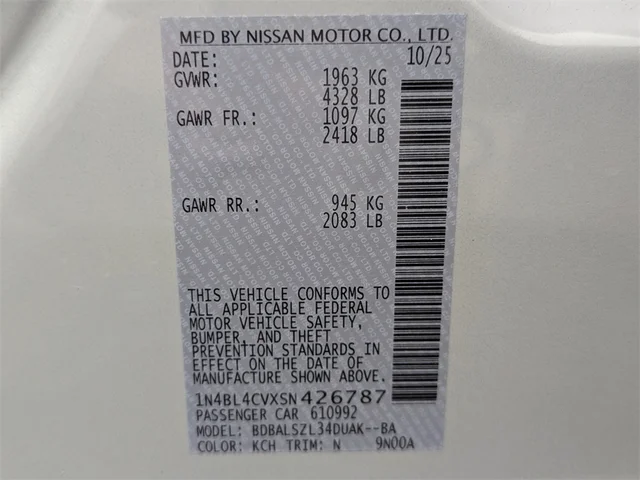 MFD BY NISSAN MOTOR CO., LTD.
DATE: 10/25
GVWR: 1963 KG
4328 LB
GAWR FR.: 1097 KG
2418 LB
GAWR RR.: 945 KG
2083 LB
THIS VEHICLE CONFORMS TO
ALL APPLICABLE FEDERAL
MOTOR VEHICLE SAFETY,
BUMPER, AND THEFT
PREVENTION STANDARDS IN
EFFECT ON THE DATE OF
MANUFACTURE SHOWN ABOVE.
1N4BL4CVXSN426787
PASSENGER CAR 610992
MODEL: BDBALSZL34DUAK--BA
COLOR: KCH TRIM: N 9N00A